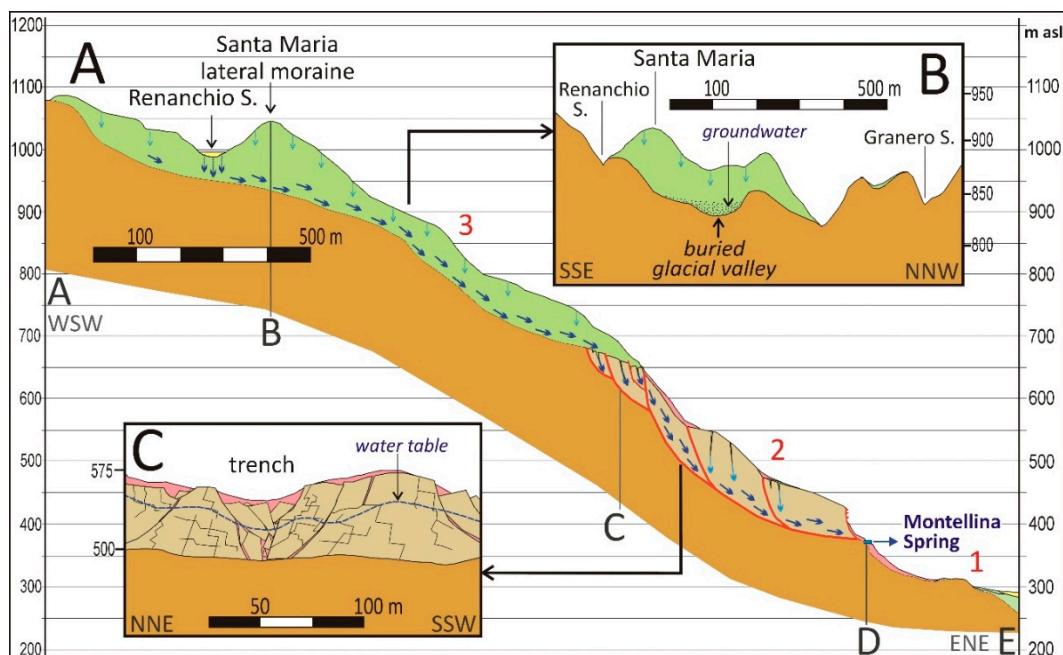 1200
1100
1000
900
800
700
600
500
400
300
200
A
Santa Maria
lateral moraine
Renanchio S.
3
100 500 m
A
WSW
B
B
Santa Maria
Renanchio
S.
100 500 m
groundwater
Granero S.
950
900
850
800
buried
glacial valley
SSE NNW
m asl
1100
1000
900
800
700
600
500
400
300
200
C
trench
water table
575
500
50 100 m
NNE SSW
2
C
Montellina
Spring
1
D
ENE E